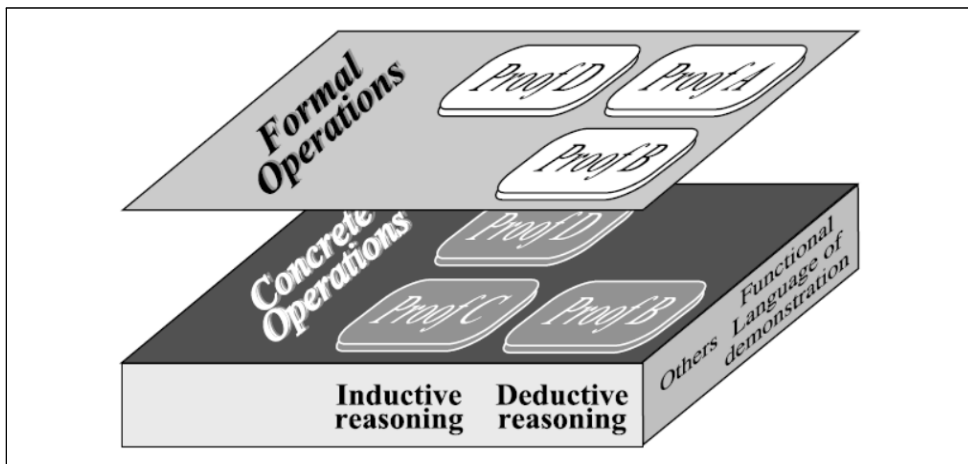 Formal
Operations
Proof D
Proof A
Proof B
Concrete
Operations
Proof D
Proof C
Proof B
Others
Functional
Language of
demonstration
Inductive
reasoning
Deductive
reasoning